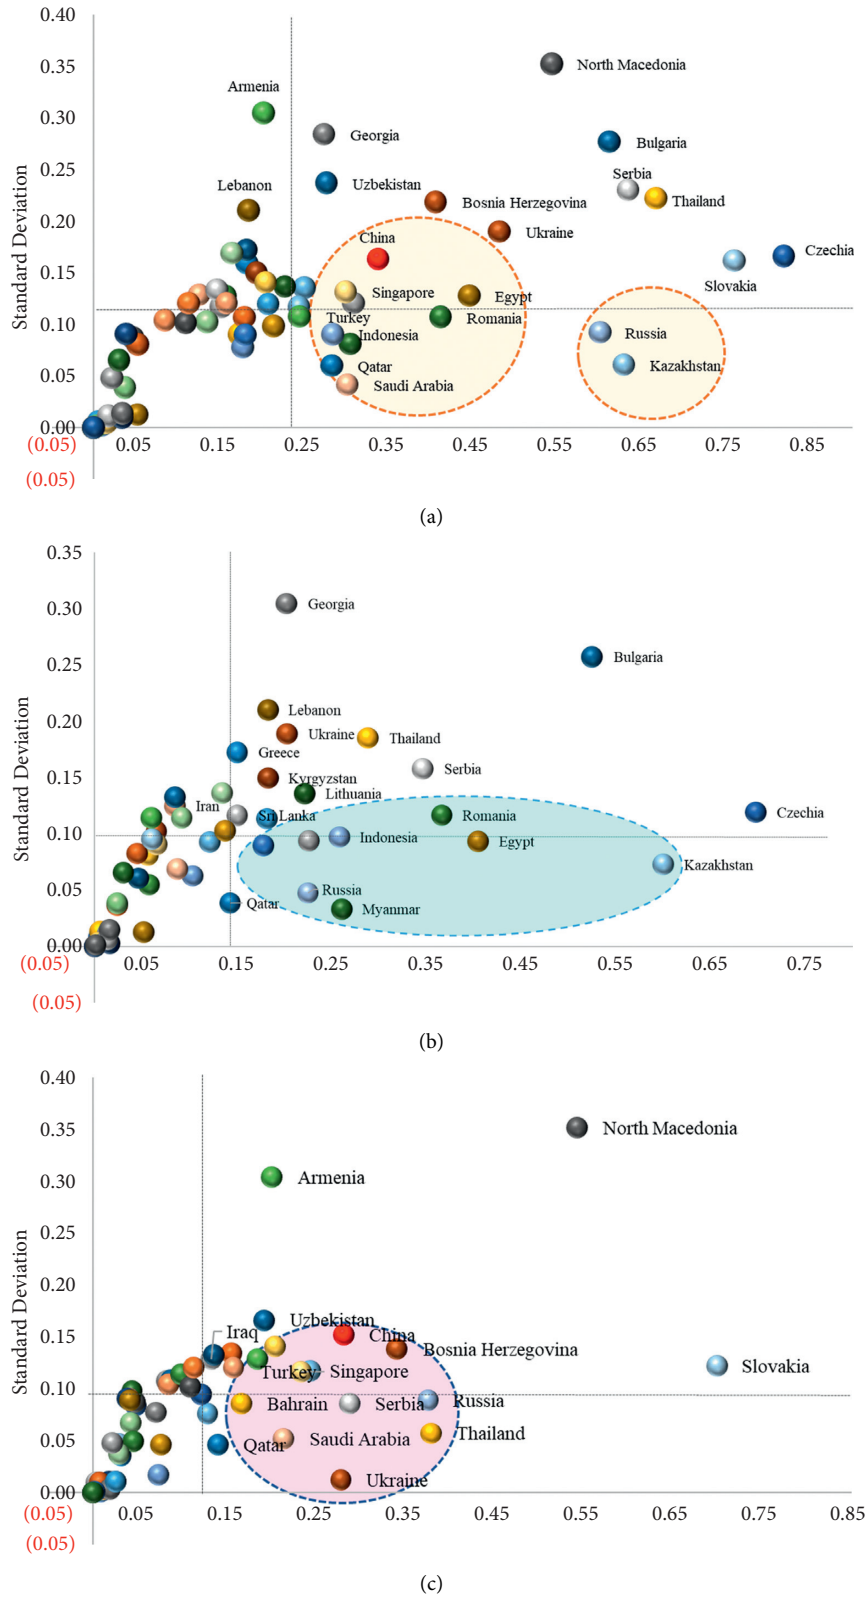 0.40
0.35
North Macedonia
Armenia
0.30
Georgia
Bulgaria
0.25
Serbia
Lebanon
Uzbekistan
Thailand
0.20
Bosnia Herzegovina
Ukraine
China
Czechia
0.15
Slovakia
Singapore
Egypt
Turkey
Romania
0.10
Indonesia
Russia
Qatar
Kazakhstan
0.05
Saudi Arabia
0.00
(0.05) 0.05 0.15 0.25 0.35 0.45 0.55 0.65 0.75 0.85
(0.05)
Standard Deviation
(a)
0.35
0.30
Georgia
Bulgaria
0.25
Lebanon
0.20
Ukraine
Thailand
Greece
Serbia
0.15
Kyrgyzstan
Lithuania
Iran
Sri Lanka
Romania
Czechia
0.10
Indonesia
Egypt
Kazakhstan
0.05
Russia
Qatar
Myanmar
0.00
(0.05) 0.05 0.15 0.25 0.35 0.45 0.55 0.65 0.75
(0.05)
Standard Deviation
(b)
0.40
0.35
North Macedonia
0.30
Armenia
0.25
0.20
Uzbekistan
Iraq
China
0.15
Bosnia Herzegovina
Turkey
Singapore
Slovakia
0.10
Bahrain
Serbia
Russia
Qatar
Saudi Arabia
Thailand
0.05
Ukraine
0.00
(0.05) 0.05 0.15 0.25 0.35 0.45 0.55 0.65 0.75 0.85
(0.05)
Standard Deviation
(c)